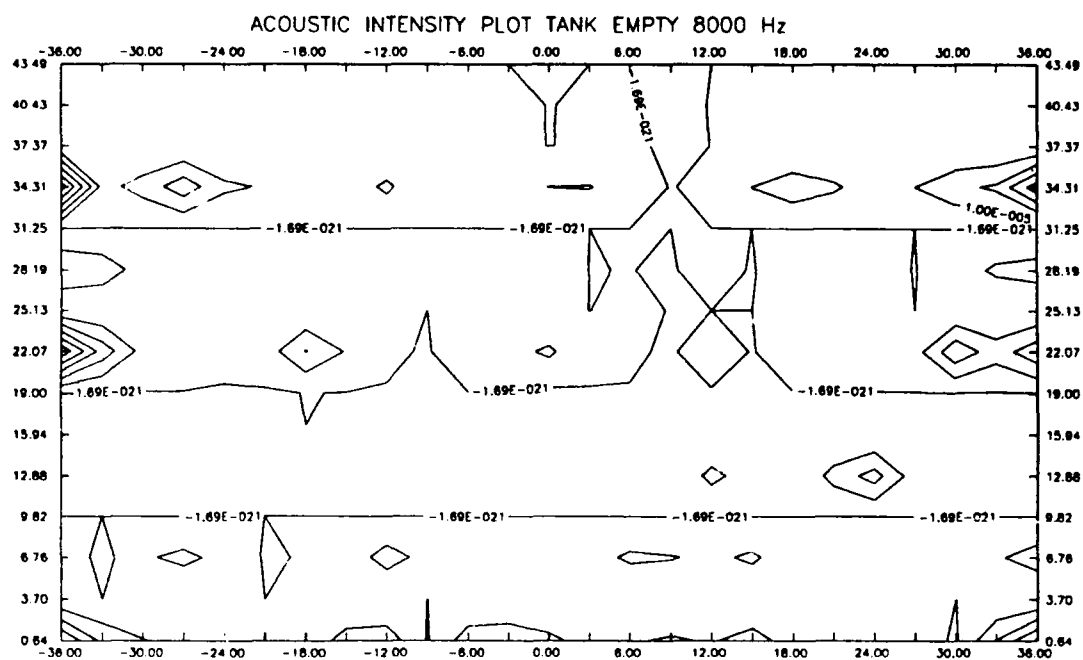 ACOUSTIC INTENSITY PLOT TANK EMPTY 8000 Hz
-36.00 -30.00 -24.00 -18.00 -12.00 -6.00 0.00 6.00 12.00 18.00 24.00 30.00 36.00
43.49 43.49
40.43 -1.69E-021 40.43
37.37 37.37
34.31 34.31
1.00E-005
31.25 -1.69E-021 -1.69E-021 -1.69E-021 31.25
28.19 28.19
25.13 25.13
22.07 22.07
19.00 -1.69E-021 -1.69E-021 -1.69E-021 19.00
15.94 15.94
12.88 12.88
9.82 -1.69E-021 -1.69E-021 -1.69E-021 -1.69E-021 9.82
6.76 6.76
3.70 3.70
0.64 0.64
-36.00 -30.00 -24.00 -18.00 -12.00 -6.00 0.00 6.00 12.00 18.00 24.00 30.00 36.00